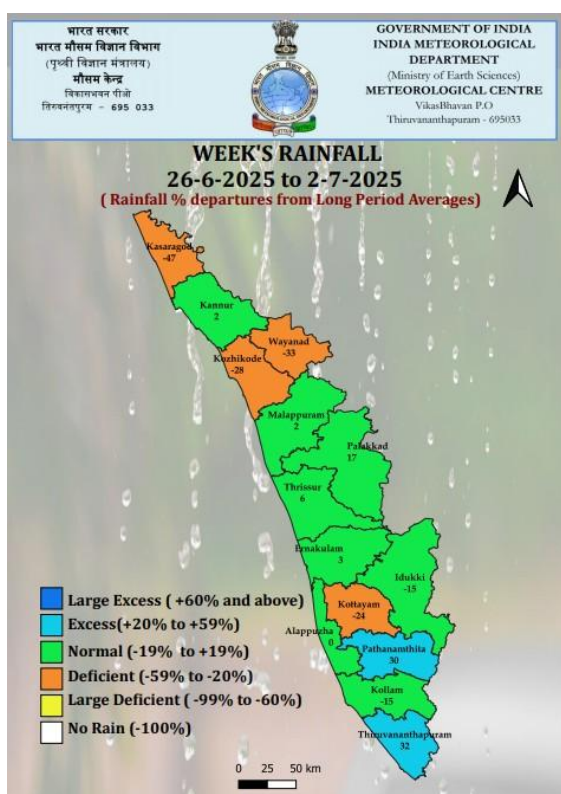 भारत सरकार
भारत मौसम विज्ञान विभाग
(पृथ्वी विज्ञान मंत्रालय)
मौसम केन्द्र
विकासभवन पीओ
तिरुवनंतपुरम - 695 033
GOVERNMENT OF INDIA
INDIA METEOROLOGICAL
DEPARTMENT
(Ministry of Earth Sciences)
METEOROLOGICAL CENTRE
VikasBhavan P.O
Thiruvananthapuram - 695033
WEEK'S RAINFALL
26-6-2025 to 2-7-2025
( Rainfall % departures from Long Period Averages)
Kasaragod
-47
Kannur
2
Wayanad
-33
Kozhikode
-28
Malappuram
2
Palakkad
17
Thrissur
6
Ernakulam
3
Idukki
-15
Kottayam
-24
Alappuzha
0
Pathanamthita
30
Kollam
-15
Thiruvananthapuram
32
Large Excess ( +60% and above)
Excess(+20% to +59%)
Normal (-19% to +19%)
Deficient (-59% to -20%)
Large Deficient ( -99% to -60%)
No Rain (-100%)
0 25 50 km